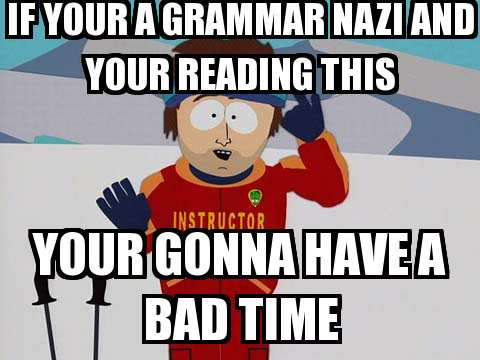 IF YOUR A GRAMMAR NAZI AND
YOUR READING THIS
INSTRUCTOR
YOUR GONNA HAVE A
BAD TIME